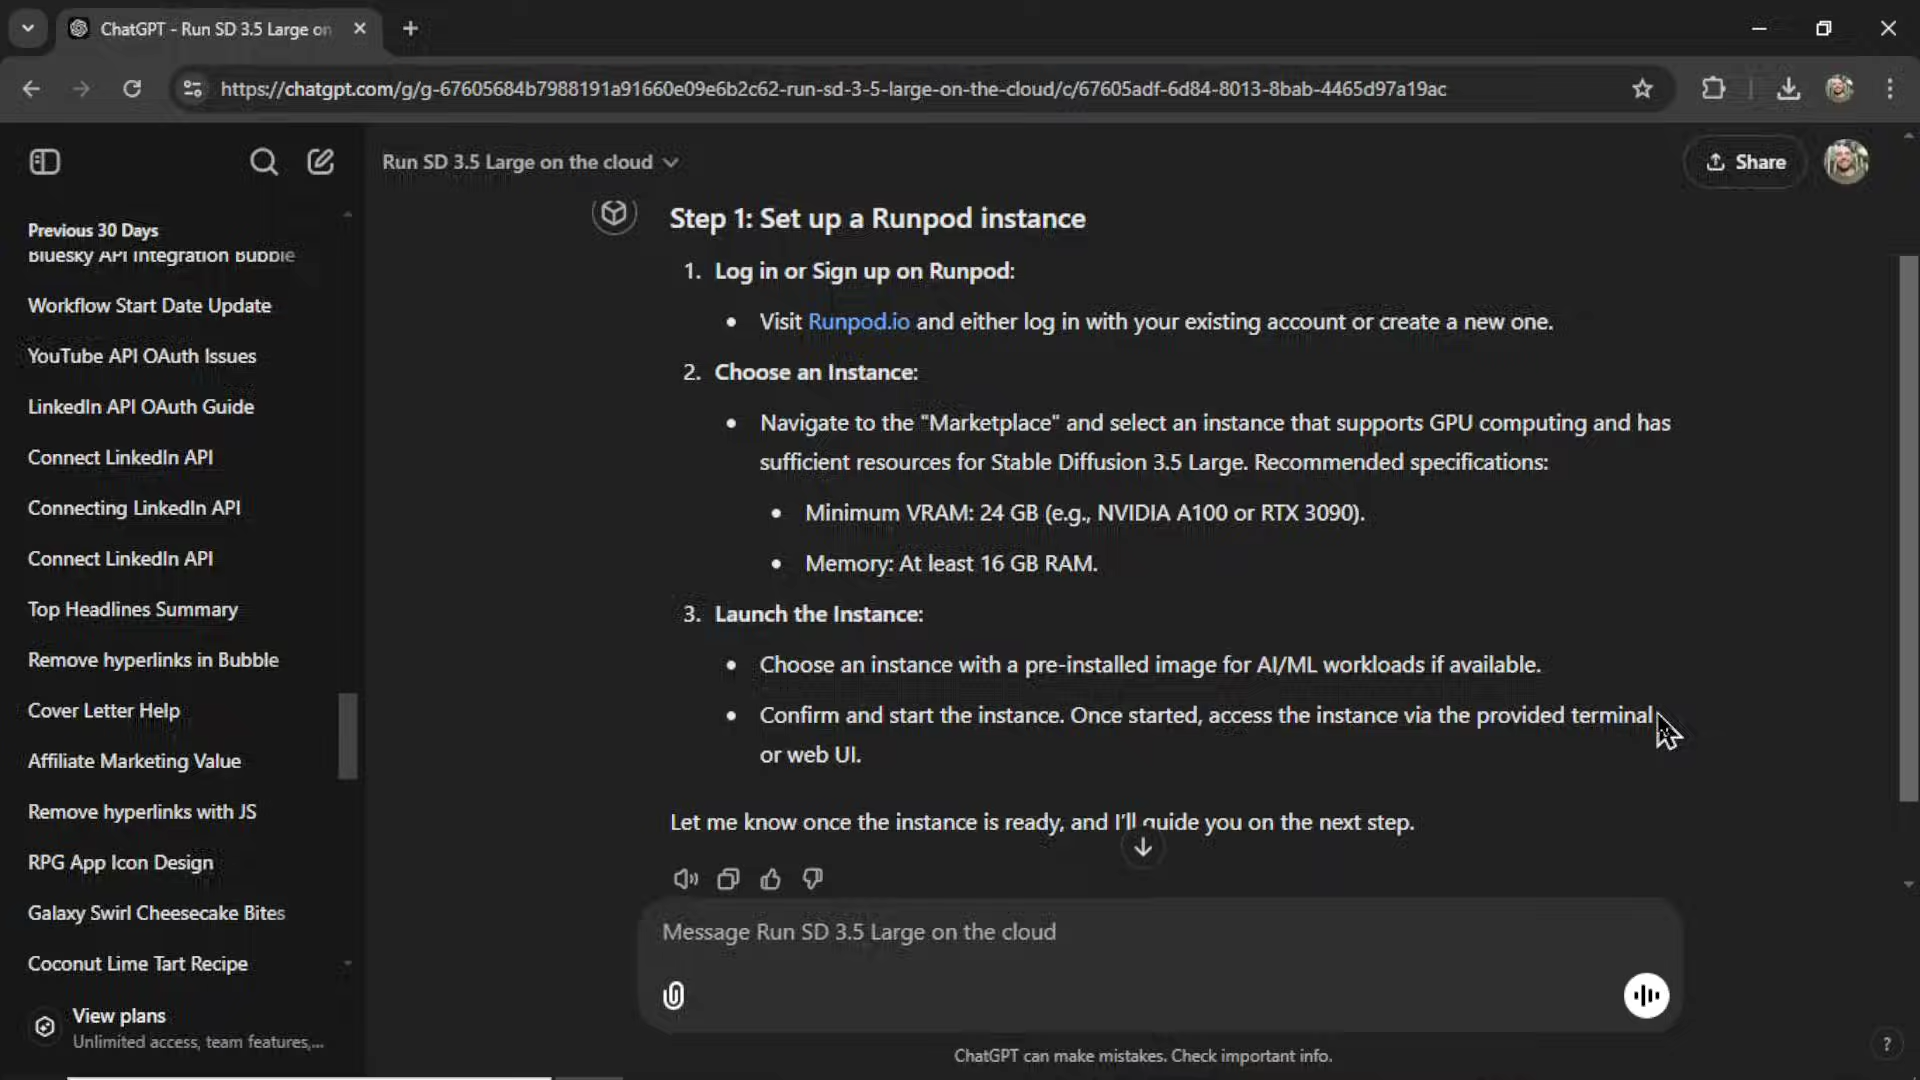 ChatGPT - Run SD 3.5 Large on
https://chatgpt.com/g/g-67605684b7988191a91660e09e6b2c62-run-sd-3-5-large-on-the-cloud/c/67605adf-6d84-8013-8bab-4465d97a19ac
Run SD 3.5 Large on the cloud
Share
Previous 30 Days
Bluesky API Integration Bubble
Workflow Start Date Update
YouTube API OAuth Issues
LinkedIn API OAuth Guide
Connect LinkedIn API
Connecting LinkedIn API
Connect LinkedIn API
Top Headlines Summary
Remove hyperlinks in Bubble
Cover Letter Help
Affiliate Marketing Value
Remove hyperlinks with JS
RPG App Icon Design
Galaxy Swirl Cheesecake Bites
Coconut Lime Tart Recipe
View plans
Unlimited access, team features,...
Step 1: Set up a Runpod instance
1. Log in or Sign up on Runpod:
• Visit Runpod.io and either log in with your existing account or create a new one.
2. Choose an Instance:
• Navigate to the "Marketplace" and select an instance that supports GPU computing and has
sufficient resources for Stable Diffusion 3.5 Large. Recommended specifications:
• Minimum VRAM: 24 GB (e.g., NVIDIA A100 or RTX 3090).
• Memory: At least 16 GB RAM.
3. Launch the Instance:
• Choose an instance with a pre-installed image for AI/ML workloads if available.
• Confirm and start the instance. Once started, access the instance via the provided terminal
or web UI.
Let me know once the instance is ready, and I'll guide you on the next step.
Message Run SD 3.5 Large on the cloud
ChatGPT can make mistakes. Check important info.
?